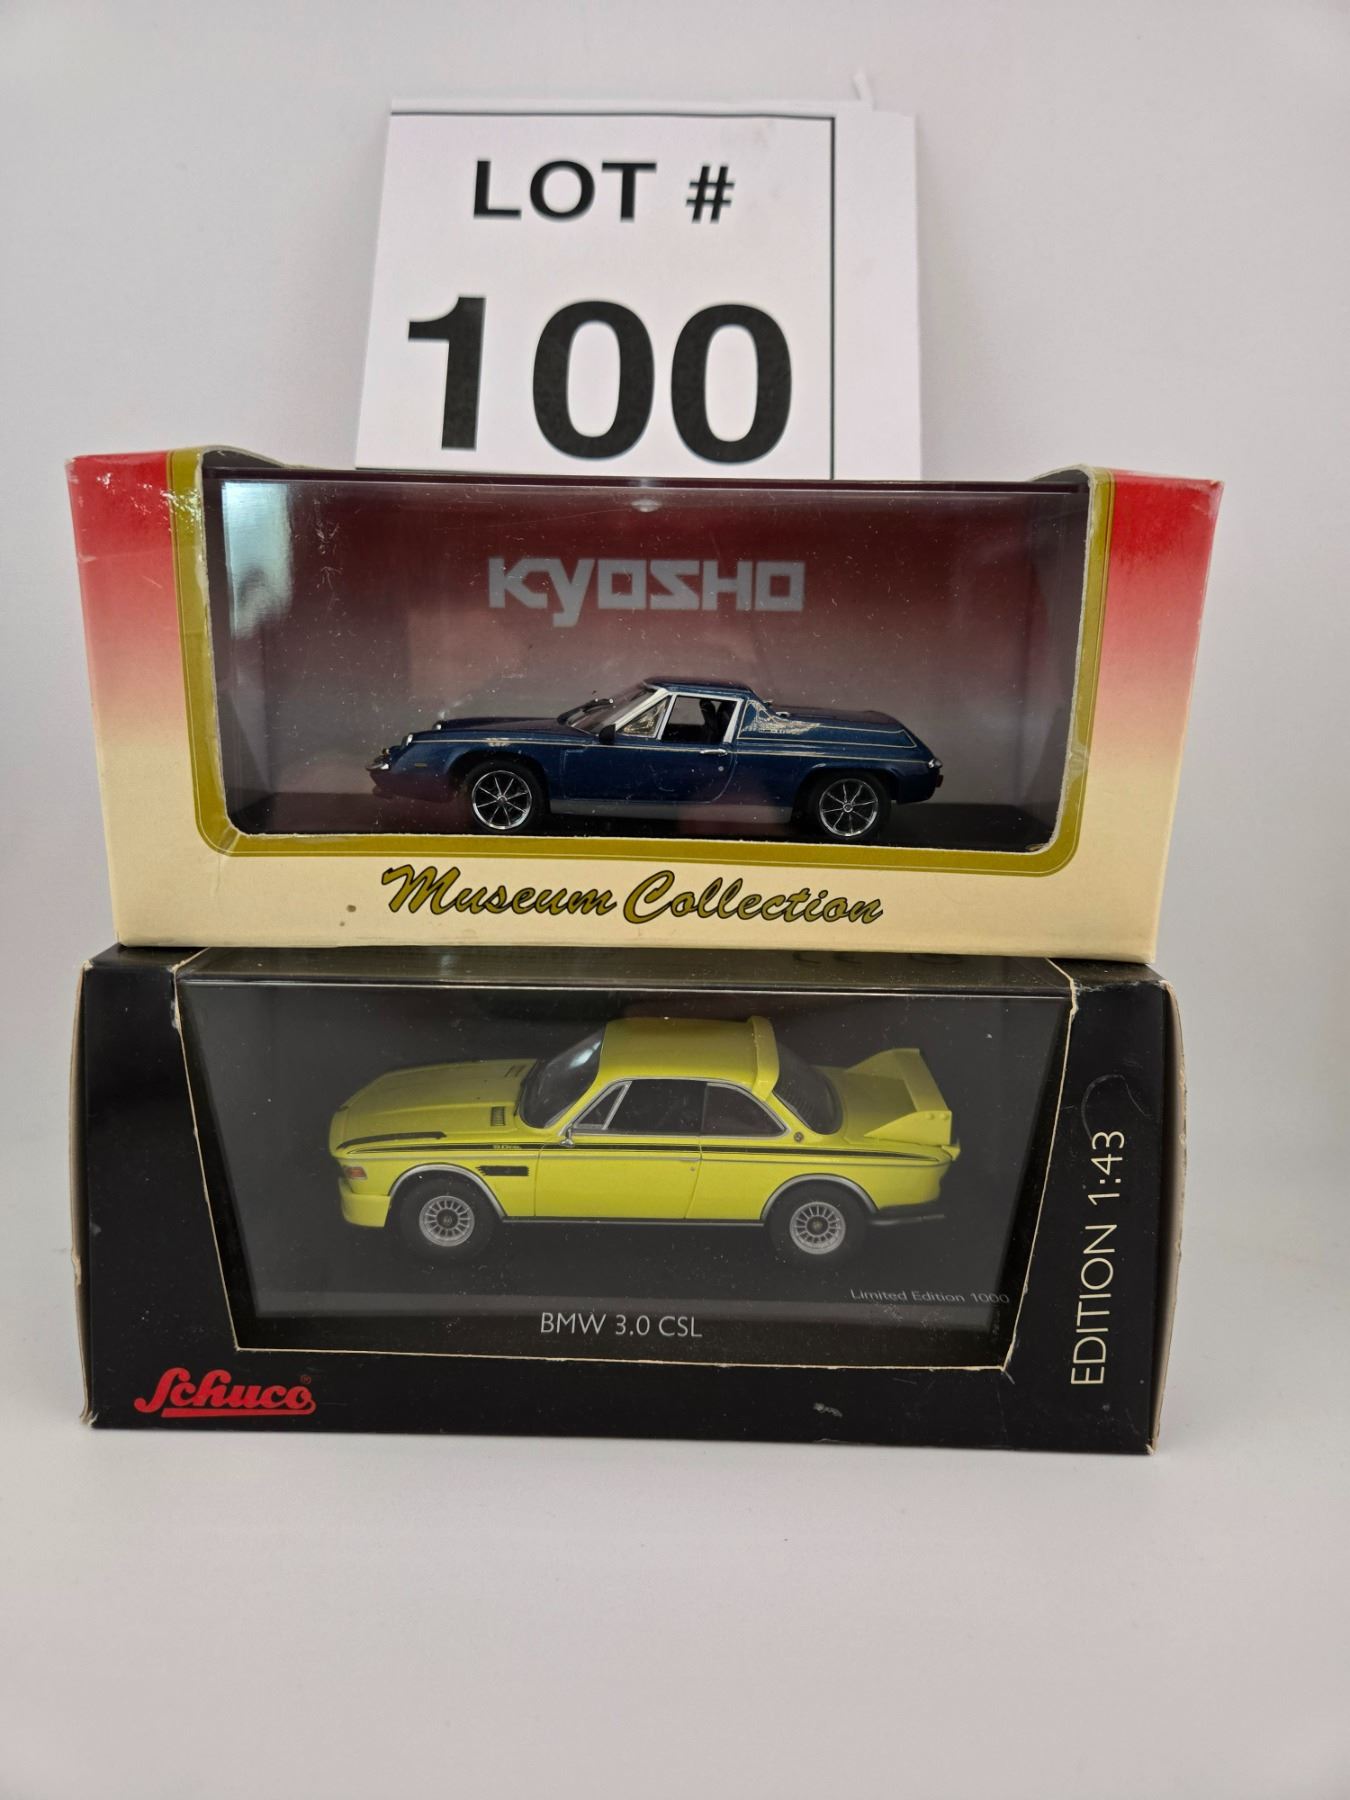 LOT #
100
KYOSHO
Museum Collection
EDITION 1:43
Limited Edition 1000
BMW 3.0 CSL
Schuco®